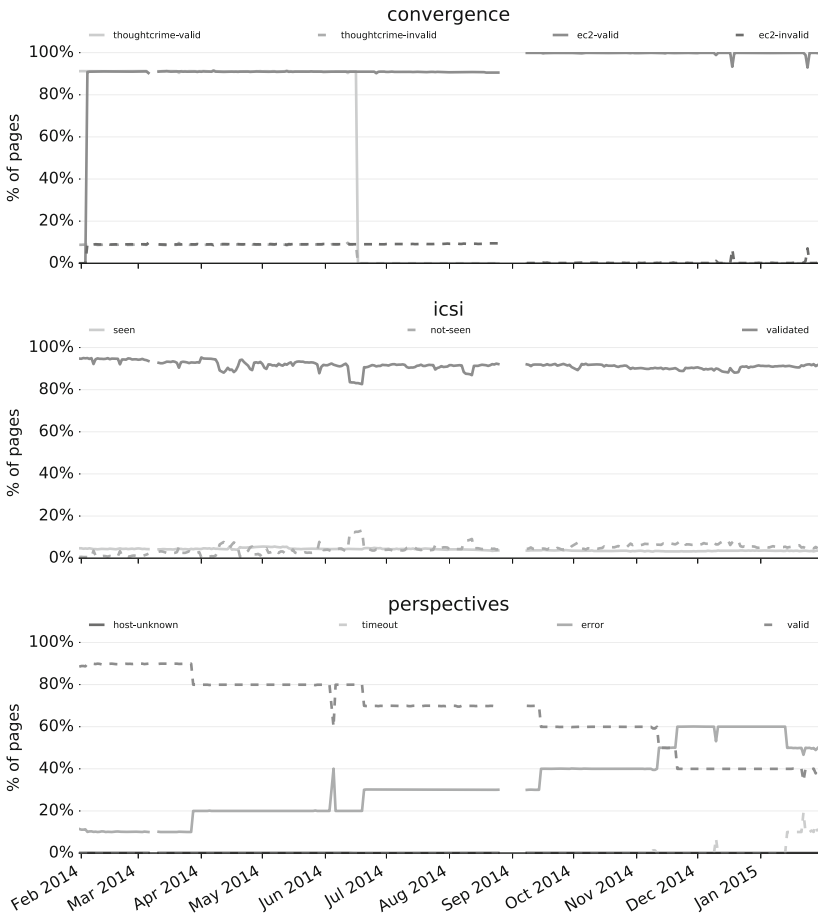 convergence
thoughtcrime-valid thoughtcrime-invalid ec2-valid ec2-invalid
100%
80%
60%
40%
20%
0%
% of pages
icsi
seen not-seen validated
100%
80%
60%
40%
20%
0%
% of pages
perspectives
host-unknown timeout error valid
100%
80%
60%
40%
20%
0%
% of pages
Feb 2014 Mar 2014 Apr 2014 May 2014 Jun 2014 Jul 2014 Aug 2014 Sep 2014 Oct 2014 Nov 2014 Dec 2014 Jan 2015